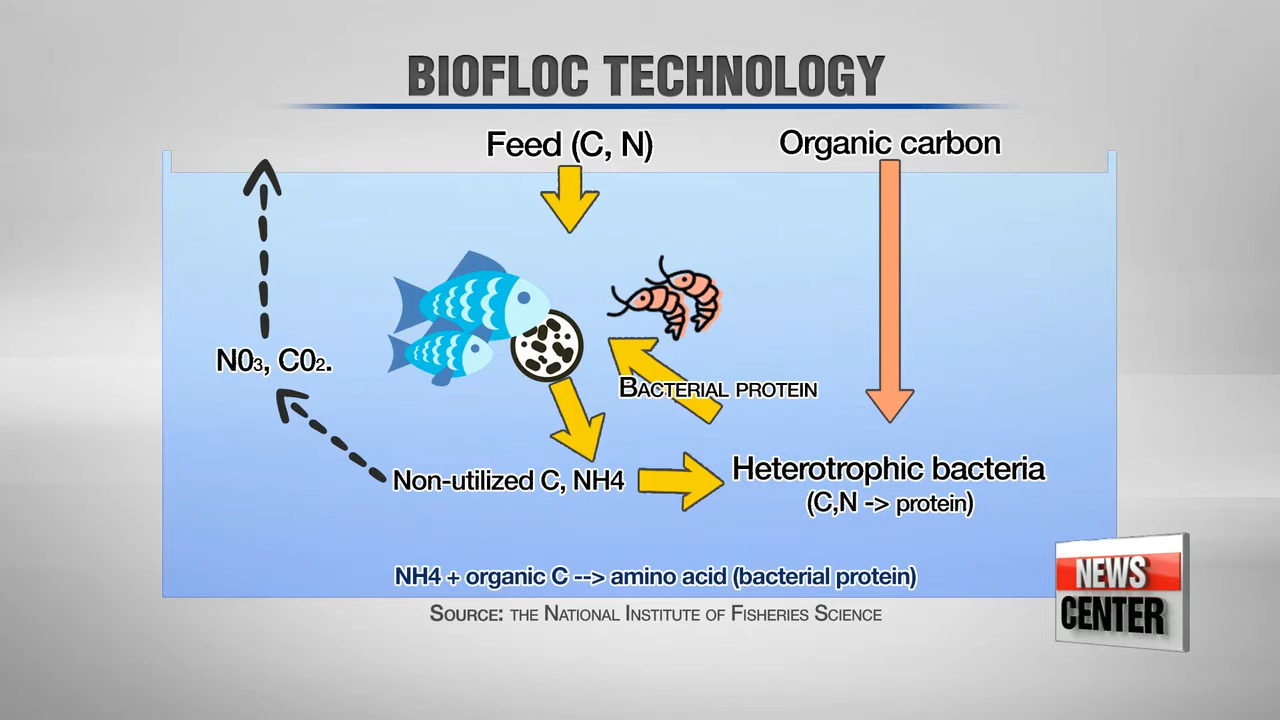 BIOFLOC TECHNOLOGY
Feed (C, N)
Organic carbon
N03, C02.
BACTERIAL PROTEIN
Non-utilized C, NH4
Heterotrophic bacteria
(C,N -> protein)
NH4 + organic C --> amino acid (bacterial protein)
SOURCE: THE NATIONAL INSTITUTE OF FISHERIES SCIENCE
NEWS
CENTER